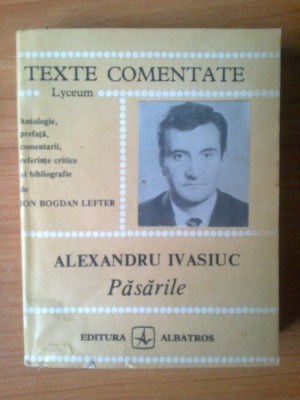 TEXTE COMENTATE
Lyceum
Antologie,
prefață,
comentarii,
referințe critice
și bibliografie
de
ION BOGDAN LEFTER
ALEXANDRU IVASIUC
Păsările
EDITURA ALBATROS